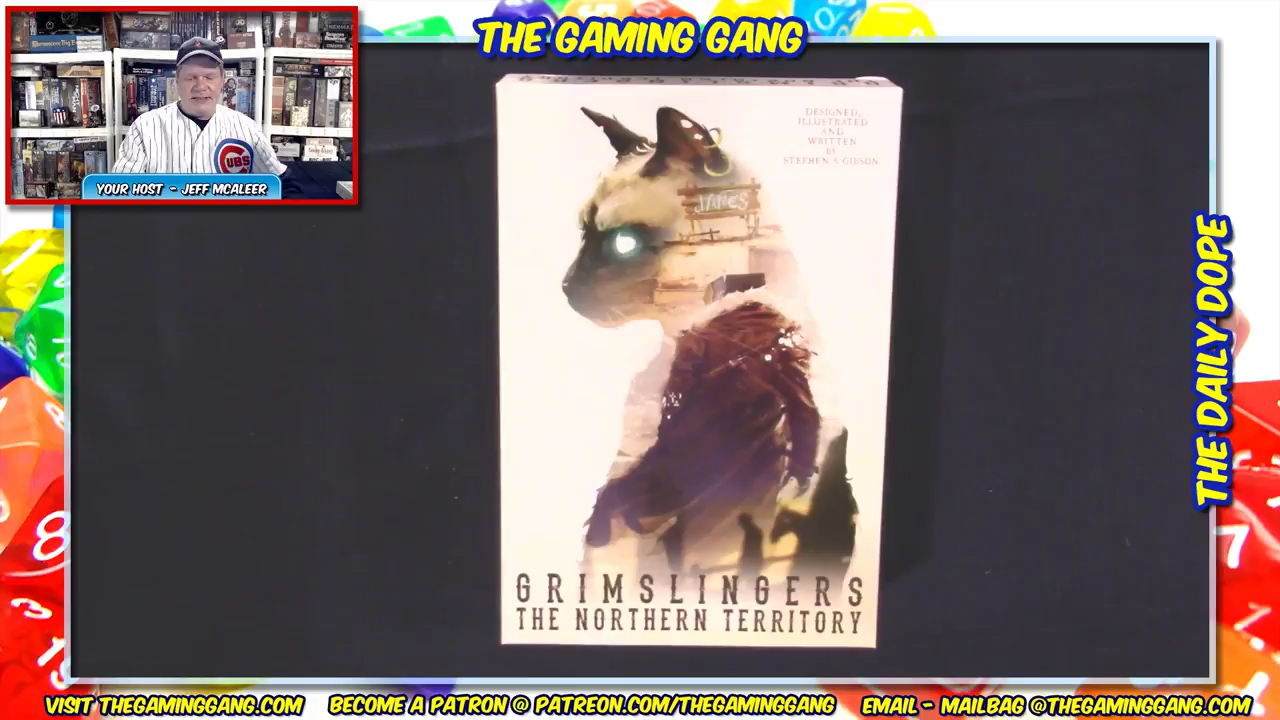 THE GAMING GANG
CUBS
YOUR HOST - JEFF MCALEER
DESIGNED,
ILLUSTRATED
AND
WRITTEN
BY
STEPHEN S GIBSON
JANES
GRIMSLINGERS
THE NORTHERN TERRITORY
THE DAILY DOPE
VISIT THEGAMINGGANG.COM
BECOME A PATRON @ PATREON.COM/THEGAMINGGANG
EMAIL - MAILBAG @THEGAMINGGANG.COM